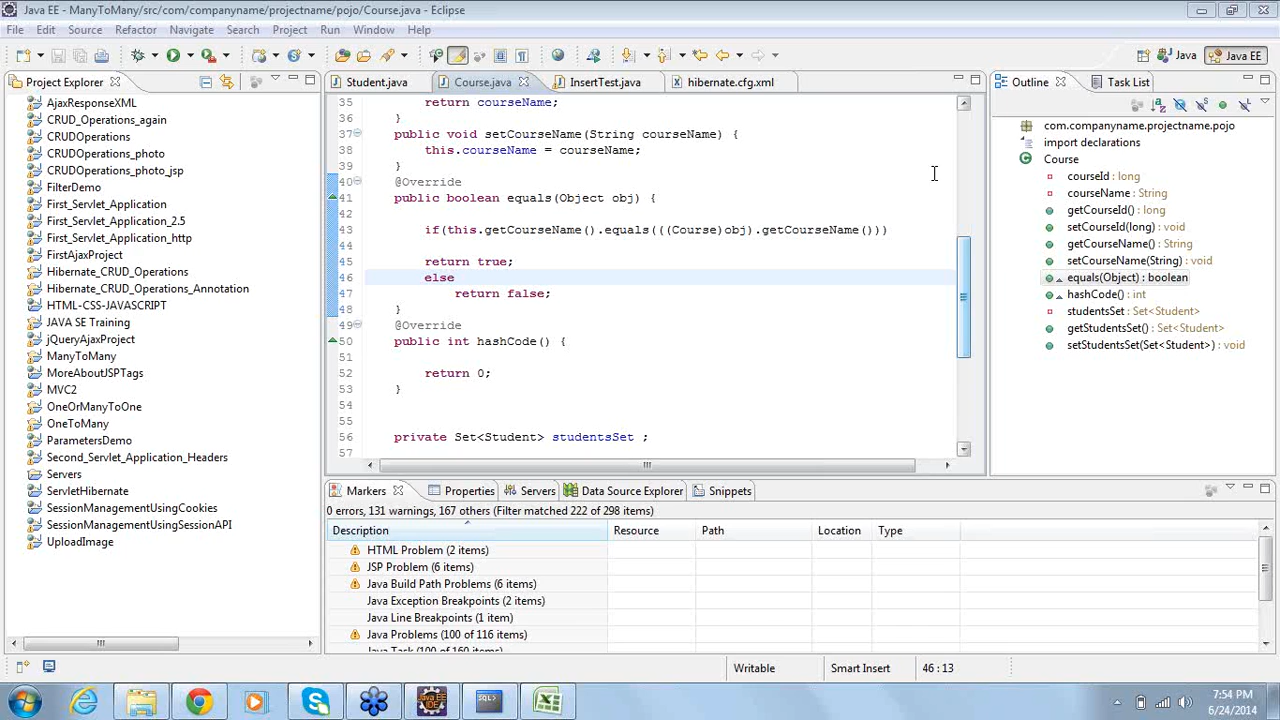 Java EE - ManyToMany/src/com/companyname/projectname/pojo/Course.java - Eclipse
File Edit Source Refactor Navigate Search Project Run Window Help
Java Java EE
Project Explorer
AjaxResponseXML
CRUD_Operations_again
CRUDOperations
CRUDOperations_photo
CRUDOperations_photo_jsp
FilterDemo
First_Servlet_Application
First_Servlet_Application_2.5
First_Servlet_Application_http
FirstAjaxProject
Hibernate_CRUD_Operations
Hibernate_CRUD_Operations_Annotation
HTML-CSS-JAVASCRIPT
JAVA SE Training
jQueryAjaxProject
ManyToMany
MoreAboutJSPTags
MVC2
OneOrManyToOne
OneToMany
ParametersDemo
Second_Servlet_Application_Headers
Servers
ServletHibernate
SessionManagementUsingCookies
SessionManagementUsingSessionAPI
UploadImage
Student.java Course.java InsertTest.java hibernate.cfg.xml
35 return courseName;
36 }
37 public void setCourseName(String courseName) {
38 this.courseName = courseName;
39 }
40 @Override
41 public boolean equals(Object obj) {
42
43 if(this.getCourseName().equals(((Course)obj).getCourseName()))
44
45 return true;
46 else
47 return false;
48 }
49 @Override
50 public int hashCode() {
51
52 return 0;
53 }
54
55
56 private Set<Student> studentsSet ;
57
Outline Task List
com.companyname.projectname.pojo
import declarations
Course
courseId : long
courseName : String
getCourseId() : long
setCourseId(long) : void
getCourseName() : String
setCourseName(String) : void
equals(Object) : boolean
hashCode() : int
studentsSet : Set<Student>
getStudentsSet() : Set<Student>
setStudentsSet(Set<Student>) : void
Markers Properties Servers Data Source Explorer Snippets
0 errors, 131 warnings, 167 others (Filter matched 222 of 298 items)
Description Resource Path Location Type
HTML Problem (2 items)
JSP Problem (6 items)
Java Build Path Problems (6 items)
Java Exception Breakpoints (2 items)
Java Line Breakpoints (1 item)
Java Problems (100 of 116 items)
Java Task (100 of 160 items)
Writable Smart Insert 46 : 13
Java EE
IDE
SQL>
7:54 PM
6/24/2014